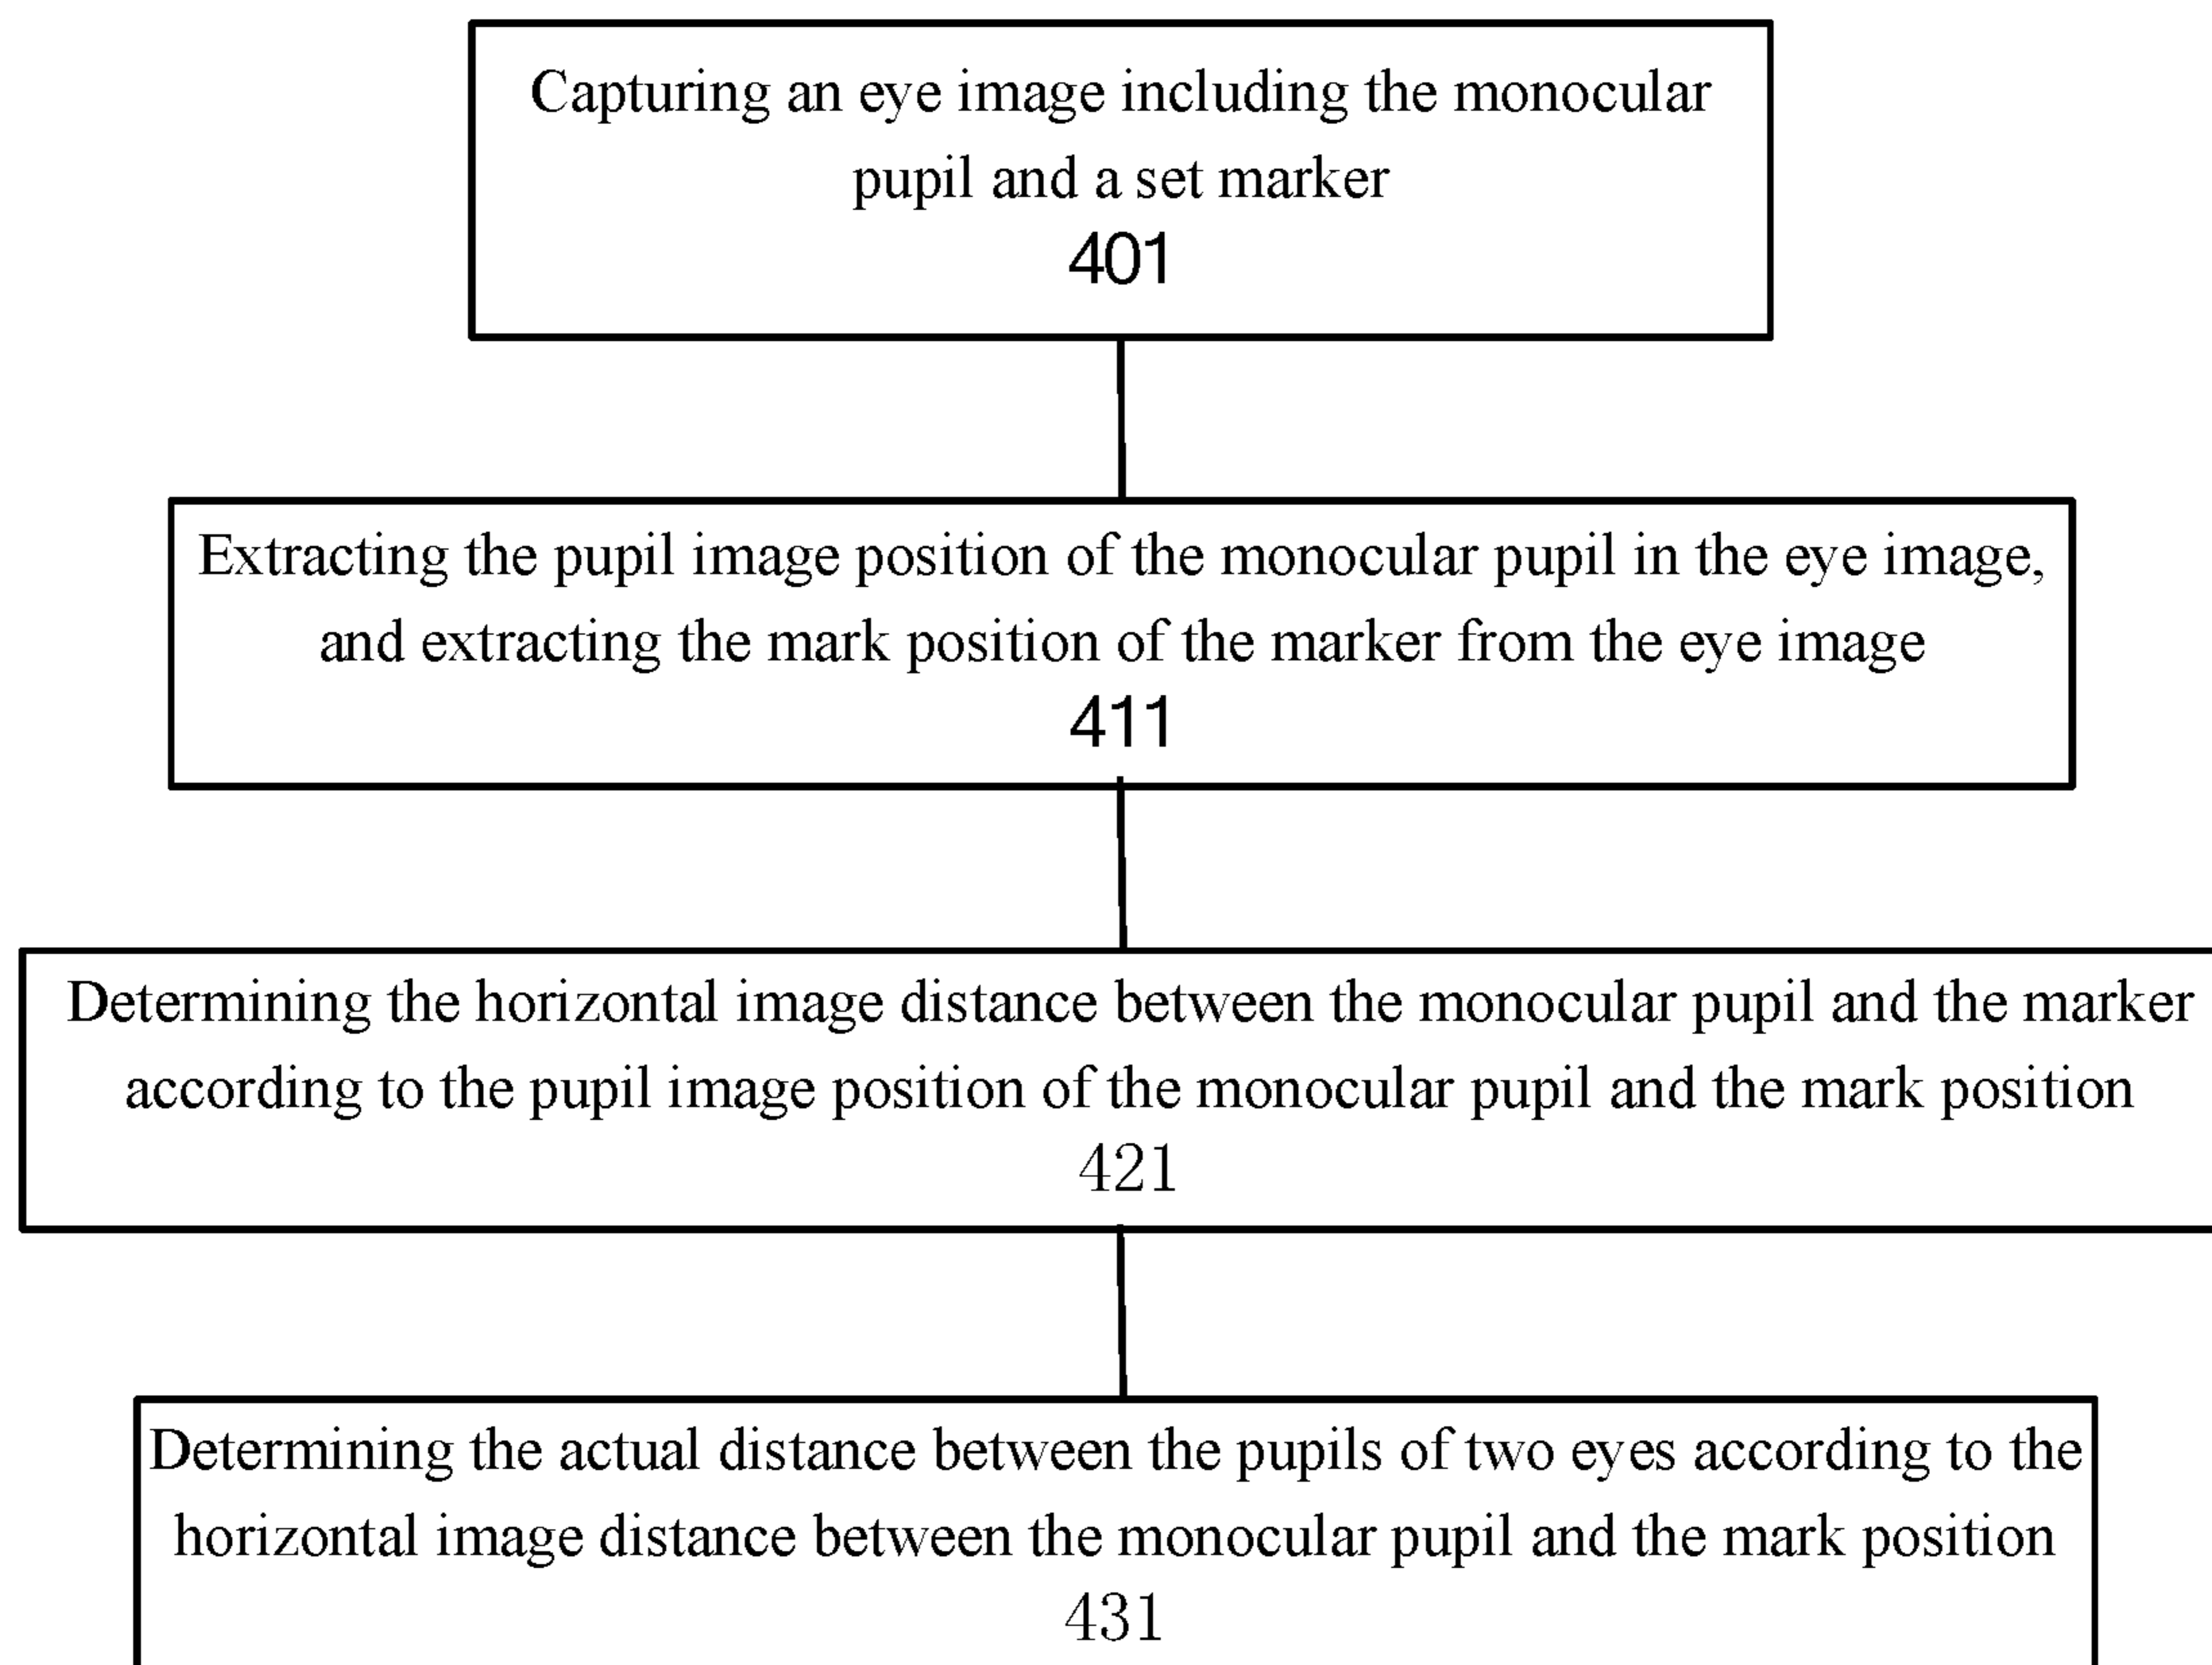 Capturing an eye image including the monocular
pupil and a set marker
401
Extracting the pupil image position of the monocular pupil in the eye image,
and extracting the mark position of the marker from the eye image
411
Determining the horizontal image distance between the monocular pupil and the marker
according to the pupil image position of the monocular pupil and the mark position
421
Determining the actual distance between the pupils of two eyes according to the
horizontal image distance between the monocular pupil and the mark position
431